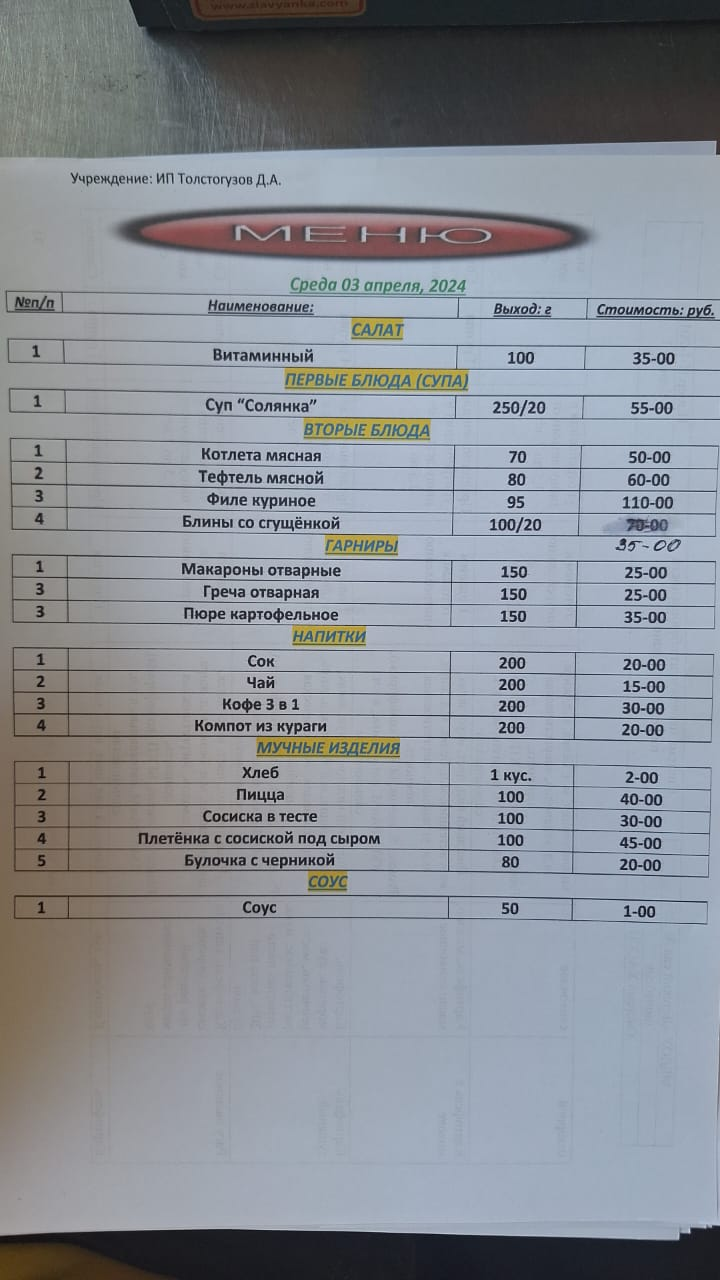 www.slavyanka.com
Учреждение: ИП Толстогузов Д.А.
МЕНЮ
Среда 03 апреля, 2024
№п/п Наименование: Выход: г Стоимость: руб.
САЛАТ
1 Витаминный 100 35-00
ПЕРВЫЕ БЛЮДА (СУПА)
1 Суп “Солянка” 250/20 55-00
ВТОРЫЕ БЛЮДА
1 Котлета мясная 70 50-00
2 Тефтель мясной 80 60-00
3 Филе куриное 95 110-00
4 Блины со сгущёнкой 100/20 70-00
35-00
ГАРНИРЫ
1 Макароны отварные 150 25-00
3 Греча отварная 150 25-00
3 Пюре картофельное 150 35-00
НАПИТКИ
1 Сок 200 20-00
2 Чай 200 15-00
3 Кофе 3 в 1 200 30-00
4 Компот из кураги 200 20-00
МУЧНЫЕ ИЗДЕЛИЯ
1 Хлеб 1 кус. 2-00
2 Пицца 100 40-00
3 Сосиска в тесте 100 30-00
4 Плетёнка с сосиской под сыром 100 45-00
5 Булочка с черникой 80 20-00
СОУС
1 Соус 50 1-00